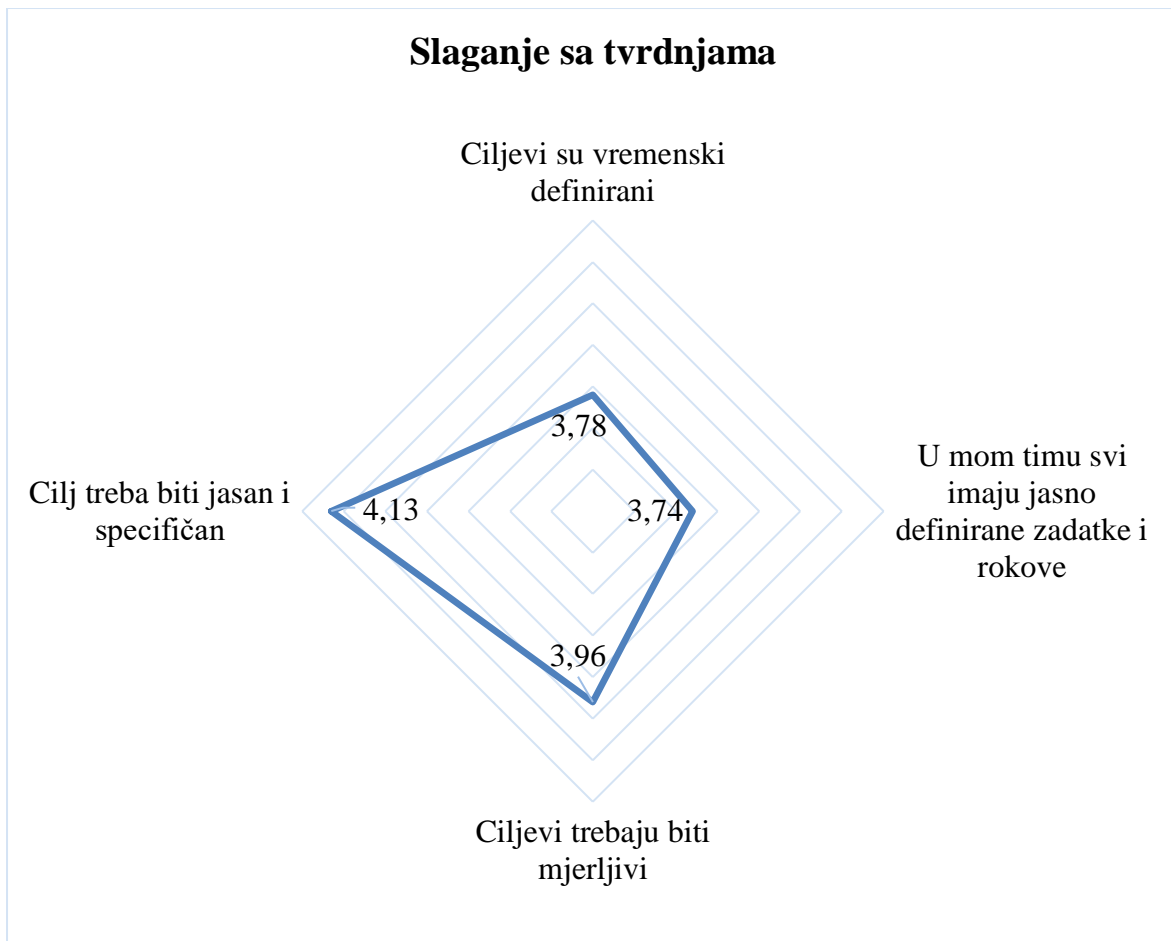 Slaganje sa tvrdnjama
Ciljevi su vremenski
definirani
3,78
U mom timu svi
imaju jasno
definirane zadatke i
rokove
3,74
Cilj treba biti jasan i
specifičan
4,13
3,96
Ciljevi trebaju biti
mjerljivi